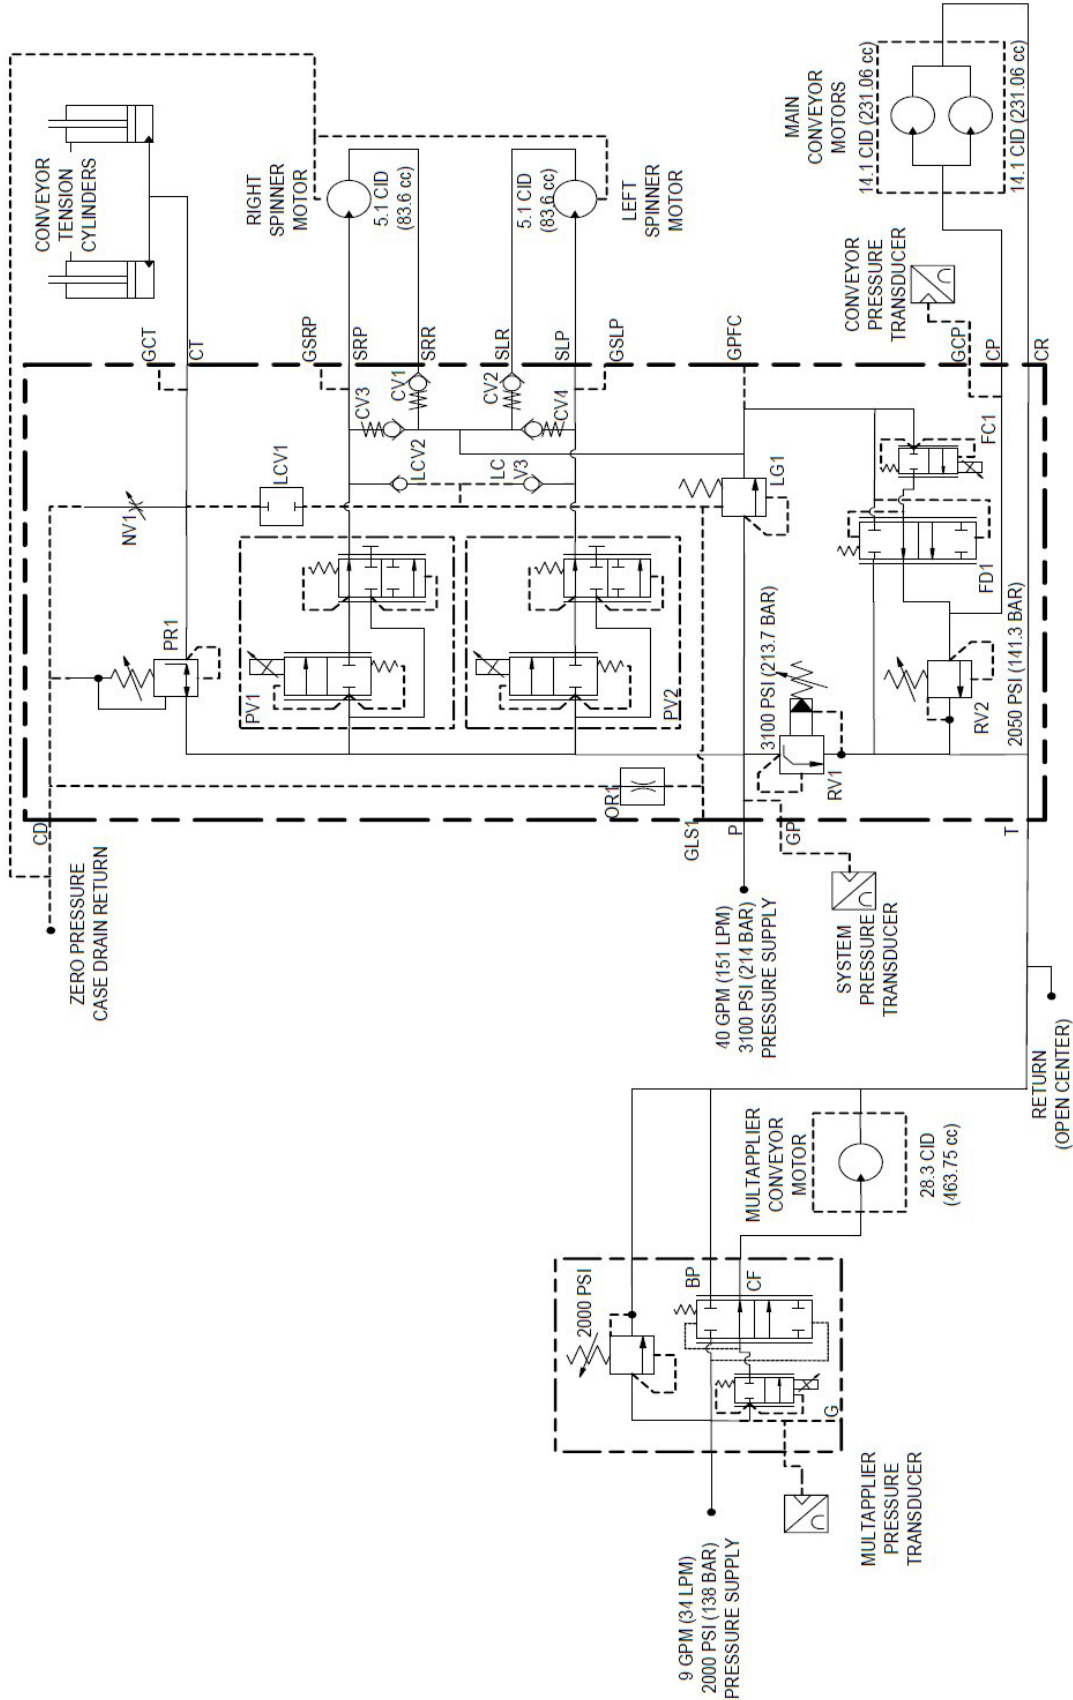 CONVEYOR
TENSION
CYLINDERS
RIGHT
SPINNER
MOTOR
5.1 CID
(83.6 cc)
5.1 CID
(83.6 cc)
LEFT
SPINNER
MOTOR
MAIN
CONVEYOR
MOTORS
14.1 CID (231.06 cc)
14.1 CID (231.06 cc)
CONVEYOR
PRESSURE
TRANSDUCER
GCT
CT
GSRP
SRP
SRR
SLR
SLP
GSLP
GPFC
GCP
CP
CR
NV1
LCV1
CV3
CV1
CV2
CV4
LCV2
LC
V3
LG1
FC1
FD1
PR1
PV1
PV2
3100 PSI (213.7 BAR)
RV1
RV2
2050 PSI (141.3 BAR)
OR1
CD
GLS1
P
GP
T
ZERO PRESSURE
CASE DRAIN RETURN
40 GPM (151 LPM)
3100 PSI (214 BAR)
PRESSURE SUPPLY
SYSTEM
PRESSURE
TRANSDUCER
RETURN
(OPEN CENTER)
MULTAPPLIER
CONVEYOR
MOTOR
28.3 CID
(463.75 cc)
2000 PSI
BP
CF
G
MULTAPPLIER
PRESSURE
TRANSDUCER
9 GPM (34 LPM)
2000 PSI (138 BAR)
PRESSURE SUPPLY